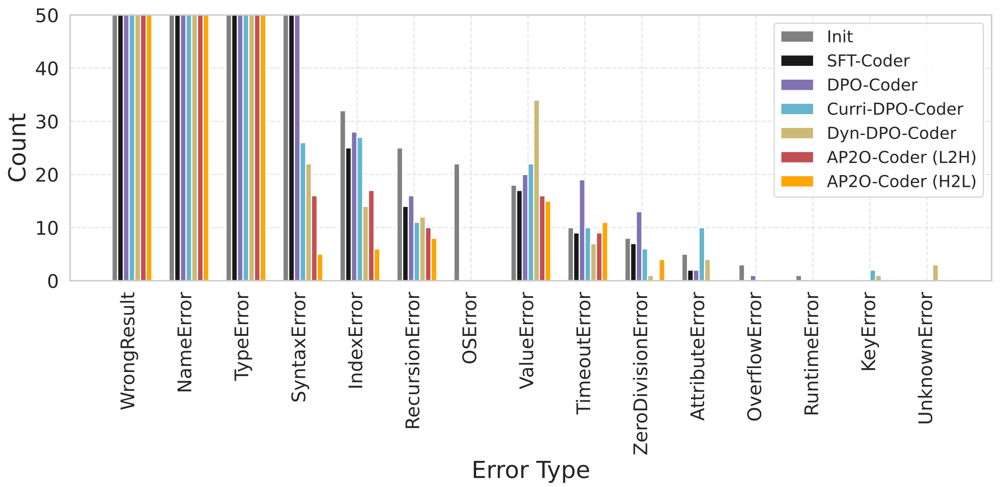 50
40
30
20
10
0
Count
Init
SFT-Coder
DPO-Coder
Curri-DPO-Coder
Dyn-DPO-Coder
AP2O-Coder (L2H)
AP2O-Coder (H2L)
WrongResult
NameError
TypeError
SyntaxError
IndexError
RecursionError
OSError
ValueError
TimeoutError
ZeroDivisionError
AttributeError
OverflowError
RuntimeError
KeyError
UnknownError
Error Type